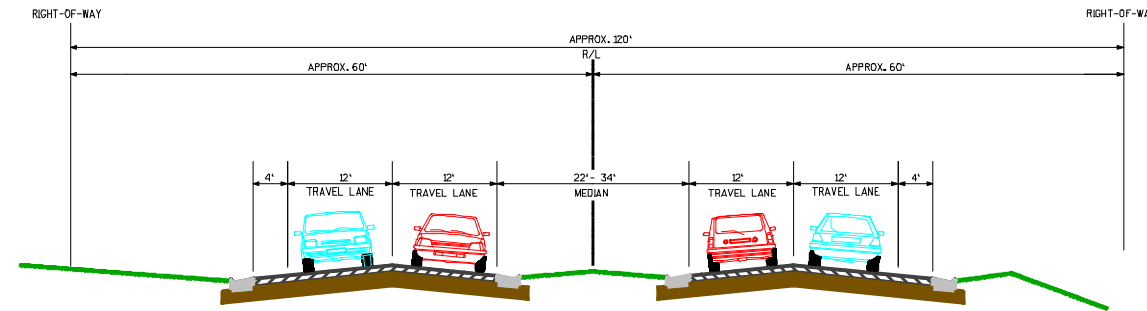 RIGHT-OF-WAY
RIGHT-OF-WA
APPROX. 120'
R/L
APPROX. 60'
APPROX. 60'
4'
12'
12'
22'- 34'
12'
12'
4'
TRAVEL LANE
TRAVEL LANE
MEDIAN
TRAVEL LANE
TRAVEL LANE